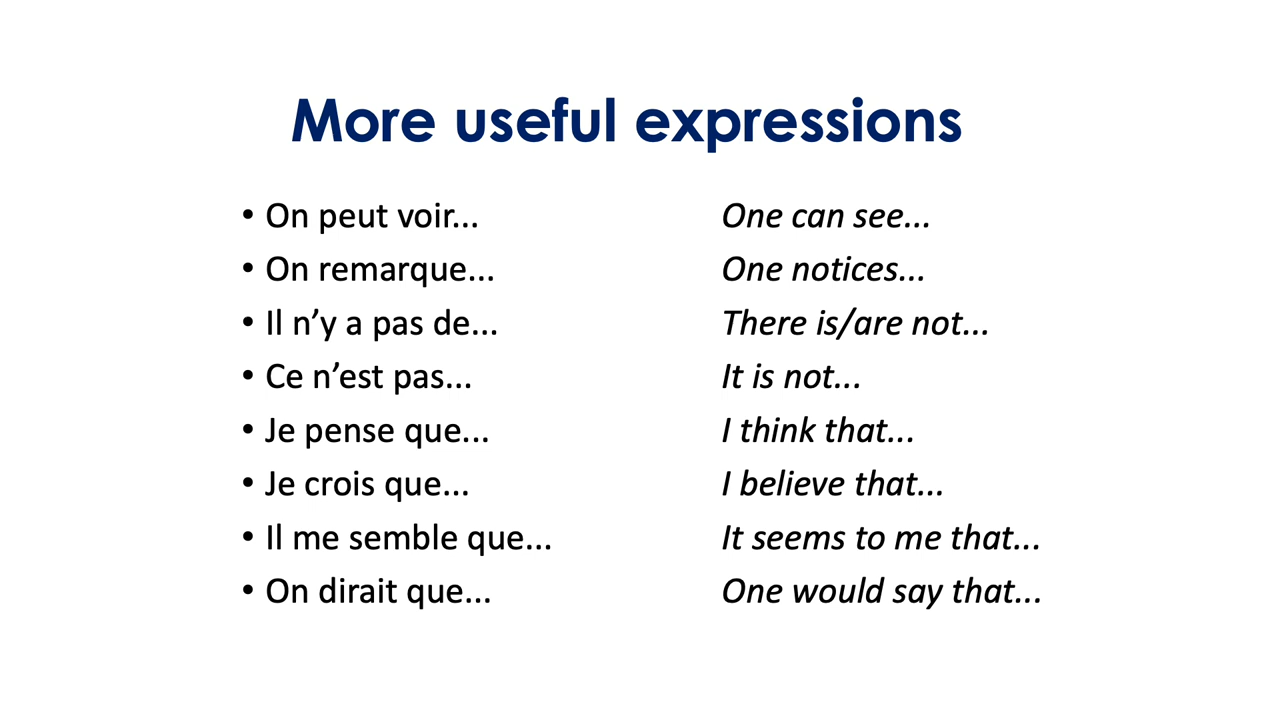 More useful expressions
• On peut voir... One can see...
• On remarque... One notices...
• Il n’y a pas de... There is/are not...
• Ce n’est pas... It is not...
• Je pense que... I think that...
• Je crois que... I believe that...
• Il me semble que... It seems to me that...
• On dirait que... One would say that...